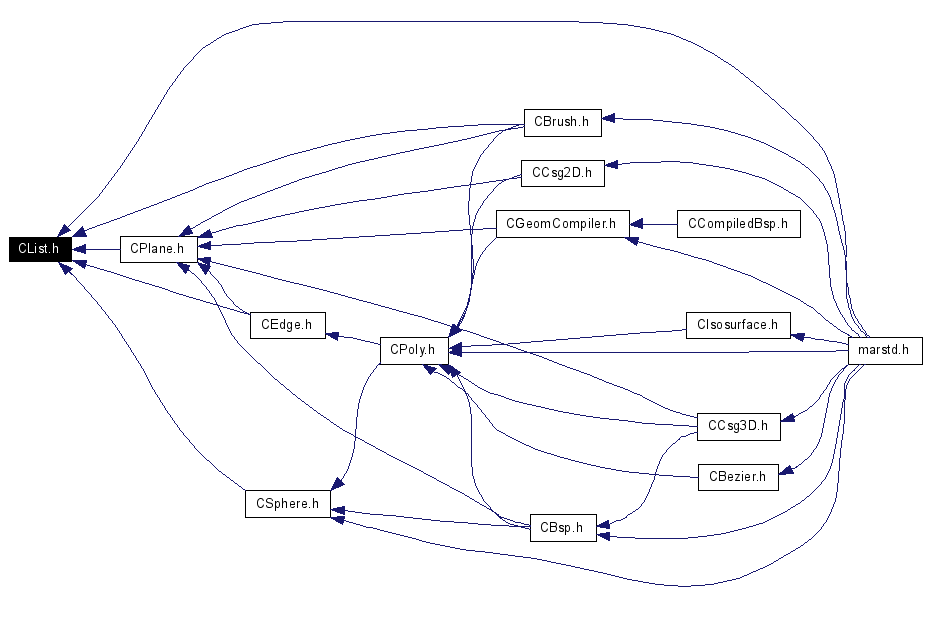 CBrush.h
CCsg2D.h
CGeomCompiler.h
CCompiledBsp.h
CList.h
CPlane.h
CEdge.h
CIsosurface.h
CPoly.h
marstd.h
CCsg3D.h
CBezier.h
CSphere.h
CBsp.h